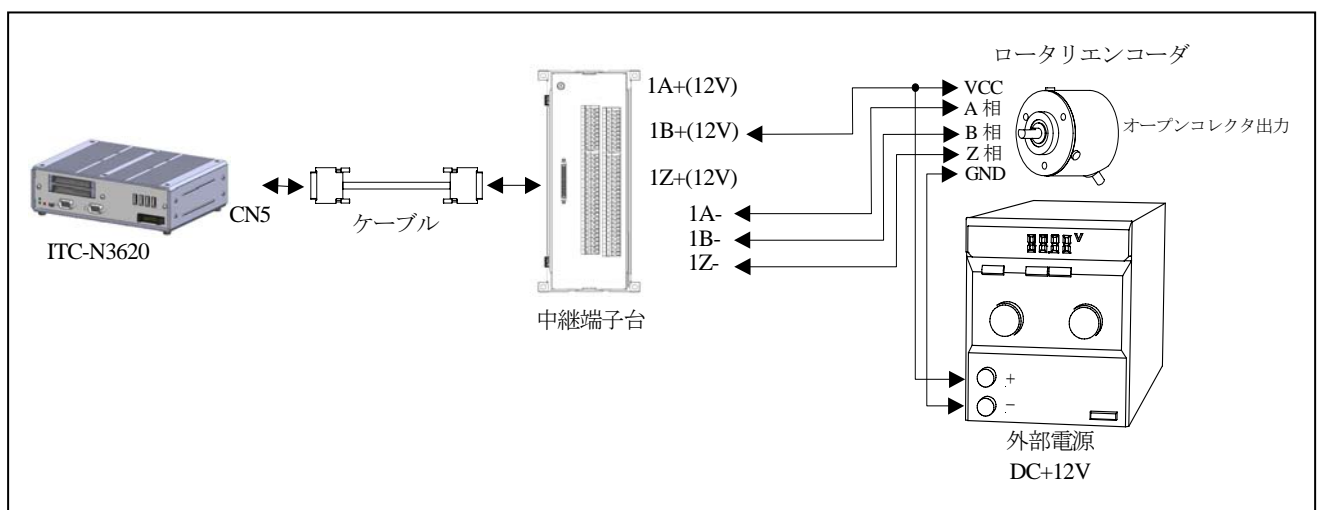 ロータリエンコーダ
1A+(12V)
1B+(12V)
1Z+(12V)
1A-
1B-
1Z-
VCC
A 相
B 相
Z 相
GND
オープンコレクタ出力
CN5
ITC-N3620
ケーブル
中継端子台
V
+
-
外部電源
DC+12V